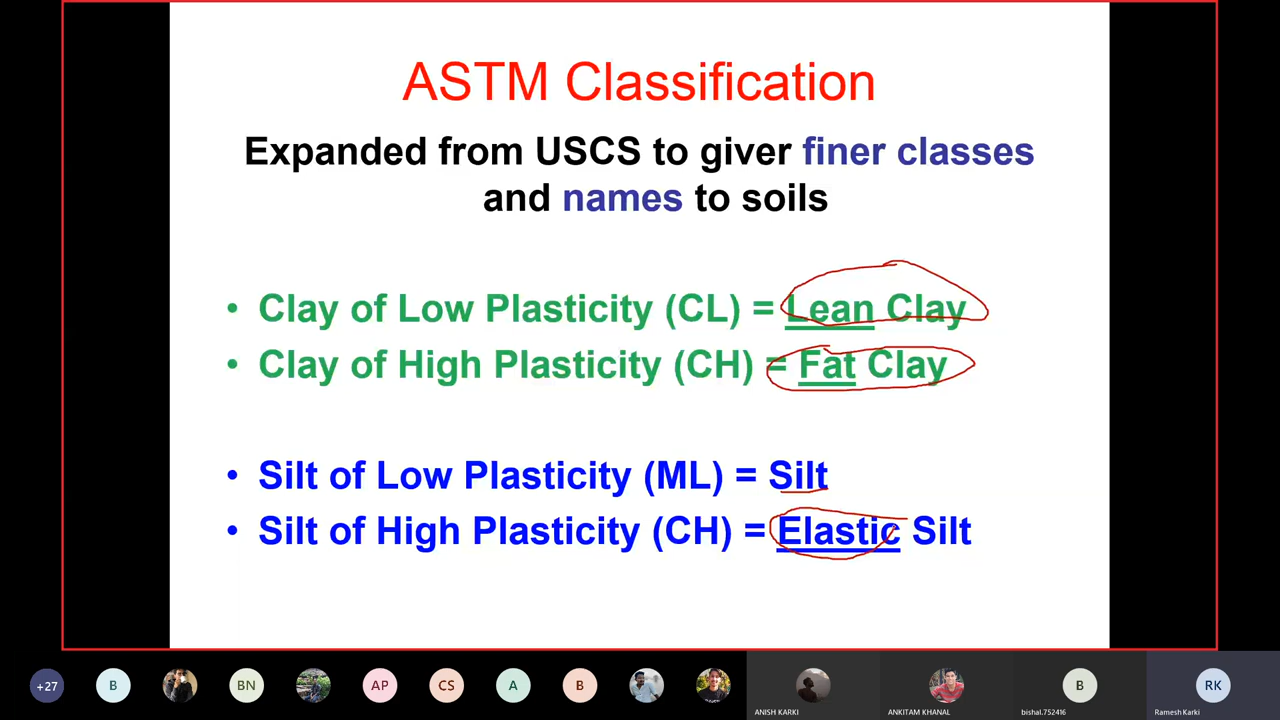 ASTM Classification
Expanded from USCS to giver finer classes
and names to soils
• Clay of Low Plasticity (CL) = Lean Clay
• Clay of High Plasticity (CH) = Fat Clay
• Silt of Low Plasticity (ML) = Silt
• Silt of High Plasticity (CH) = Elastic Silt
+27
B
BN
AP
CS
A
B
B
RK
ANISH KARKI
ANKITAM KHANAL
bishal.752416
Ramesh Karki